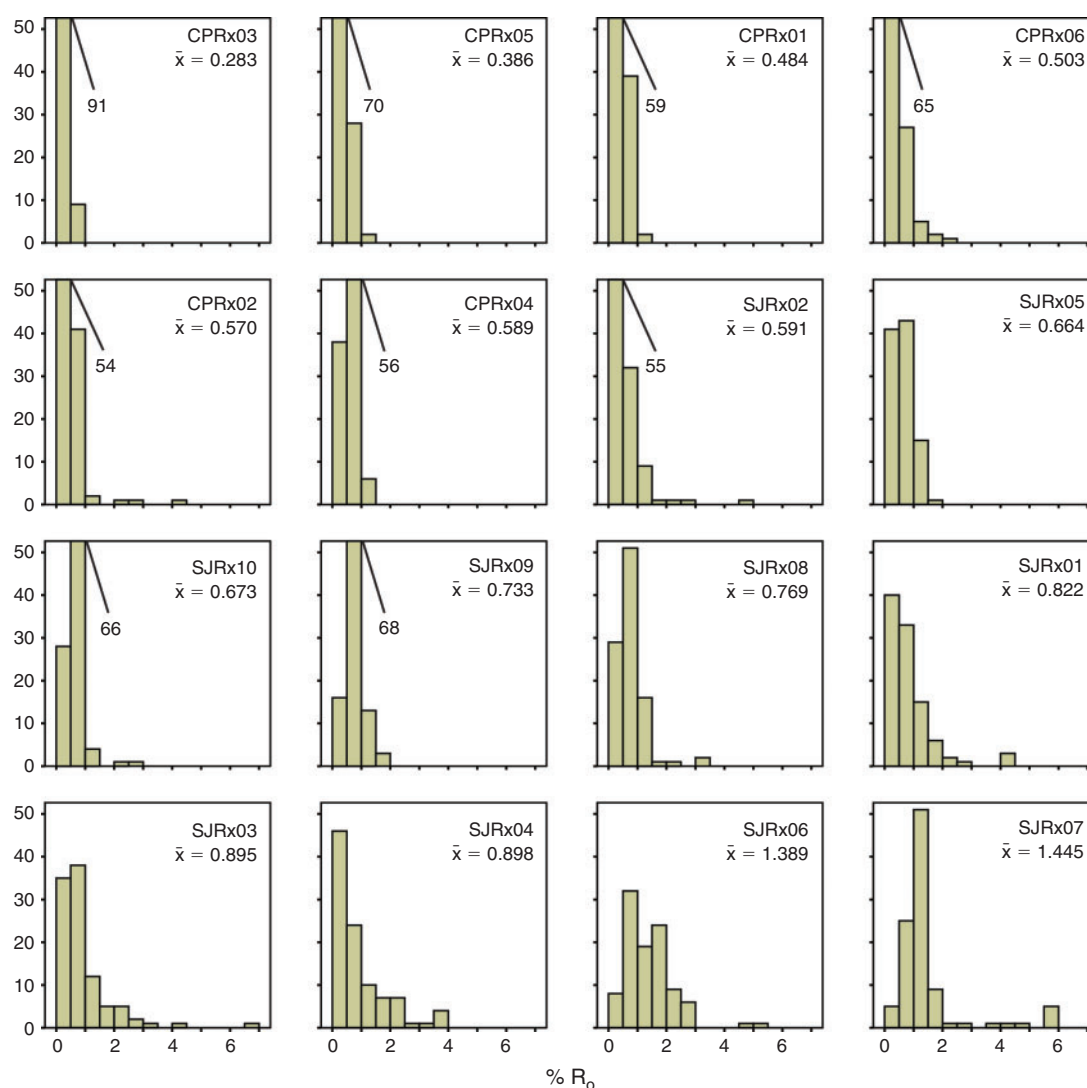 50
40
30
20
10
0
CPRx03
x̄ = 0.283
91
CPRx05
x̄ = 0.386
70
CPRx01
x̄ = 0.484
59
CPRx06
x̄ = 0.503
65
50
40
30
20
10
0
CPRx02
x̄ = 0.570
54
CPRx04
x̄ = 0.589
56
SJRx02
x̄ = 0.591
55
SJRx05
x̄ = 0.664
50
40
30
20
10
0
SJRx10
x̄ = 0.673
66
SJRx09
x̄ = 0.733
68
SJRx08
x̄ = 0.769
SJRx01
x̄ = 0.822
50
40
30
20
10
0
SJRx03
x̄ = 0.895
SJRx04
x̄ = 0.898
SJRx06
x̄ = 1.389
SJRx07
x̄ = 1.445
0 2 4 6 0 2 4 6 0 2 4 6 0 2 4 6
% Rₒ